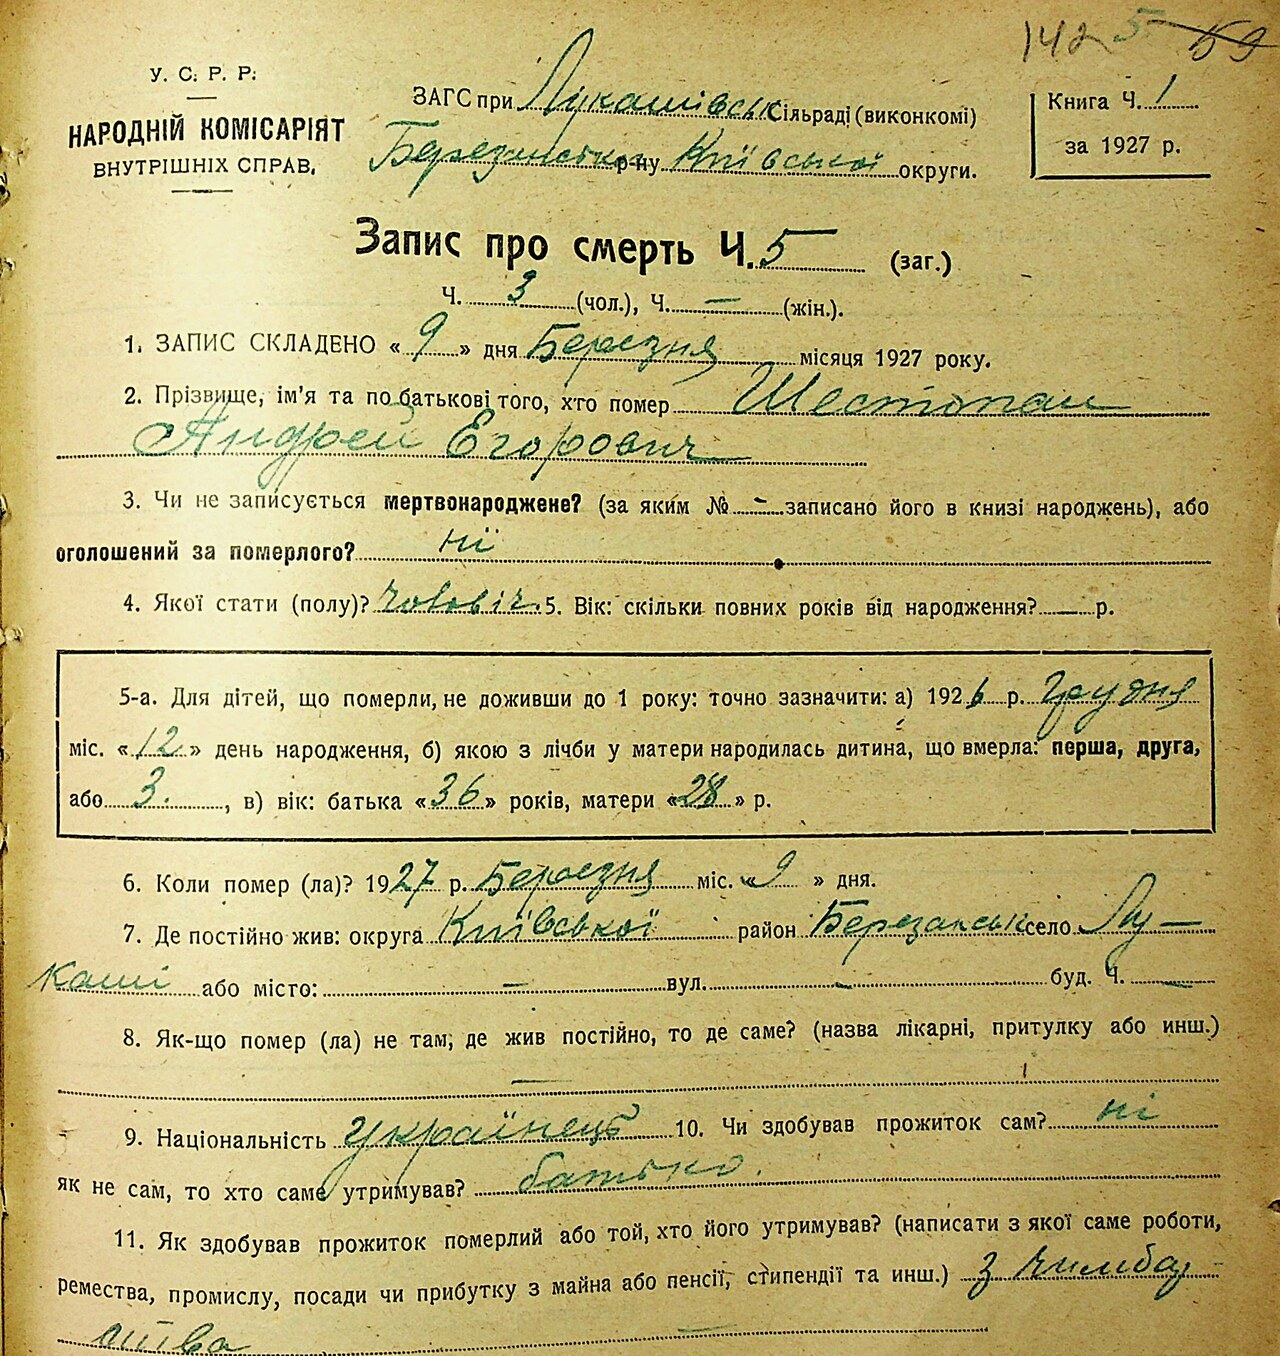 142 5 59
У. С. Р. Р.
НАРОДНІЙ КОМІСАРІЯТ
ВНУТРІШНІХ СПРАВ.
ЗАГС при Лукашівськ сільраді (виконкомі)
Березанськ р-ну Київської округи.
Книга Ч. 1
за 1927 р.
Запис про смерть Ч. 5 (заг.)
Ч. 3 (чол.), Ч. — (жін.).
1. ЗАПИС СКЛАДЕНО « 9 » дня Березня місяця 1927 року.
2. Прізвище, ім'я та по батькові того, хто помер Шестопал
Андрей Егорович
3. Чи не записується мертвонароджене? (за яким № - записано його в книзі народжень), або
оголошений за померлого? ні
4. Якої стати (полу)? чоловіч. 5. Вік: скільки повних років від народження? — р.
5-а. Для дітей, що померли, не доживши до 1 року: точно зазначити: а) 1926 р. Грудня
міс. « 12 » день народження, б) якою з лічби у матери народилась дитина, що вмерла: перша, друга,
або 3. , в) вік: батька « 36 » років, матери « 28 » р.
6. Коли помер (ла)? 1927 р. Березня міс. « 9 » дня.
7. Де постійно жив: округа Київської район Березанськ село Лу-
каші або місто: — вул. - буд. Ч. —
8. Як-що помер (ла) не там, де жив постійно, то де саме? (назва лікарні, притулку або инш.)
—
9. Національність Українець 10. Чи здобував прожиток сам? ні
як не сам, то хто саме утримував? батько.
11. Як здобував прожиток померлий або той, хто його утримував? (написати з якої саме роботи,
ремества, промислу, посади чи прибутку з майна або пенсії, стипендії та инш.) з